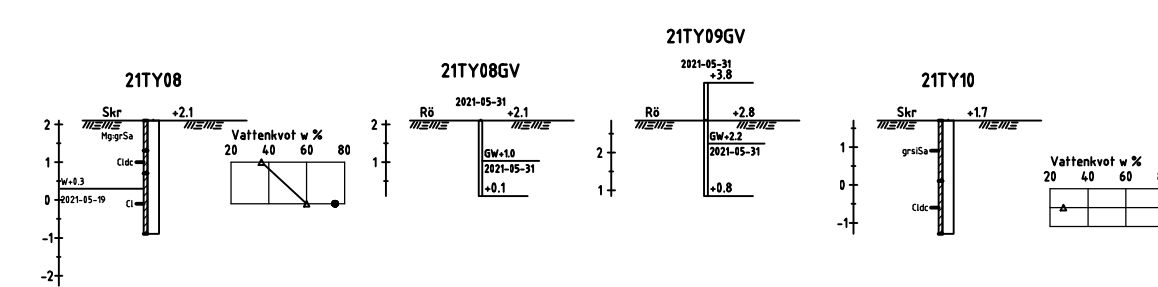 21TY08
Skr +2.1
2
1
0
-1
-2
Mg:grSa
Cldc
W+0.3
2021-05-19
Cl
Vattenkvot w %
20 40 60 80
21TY08GV
2021-05-31
Rö +2.1
2
1
GW+1.0
2021-05-31
+0.1
21TY09GV
2021-05-31
+3.8
Rö +2.8
2
1
GW+2.2
2021-05-31
+0.8
21TY10
Skr +1.7
1
0
-1
grsiSa
Cldc
Vattenkvot w %
20 40 60